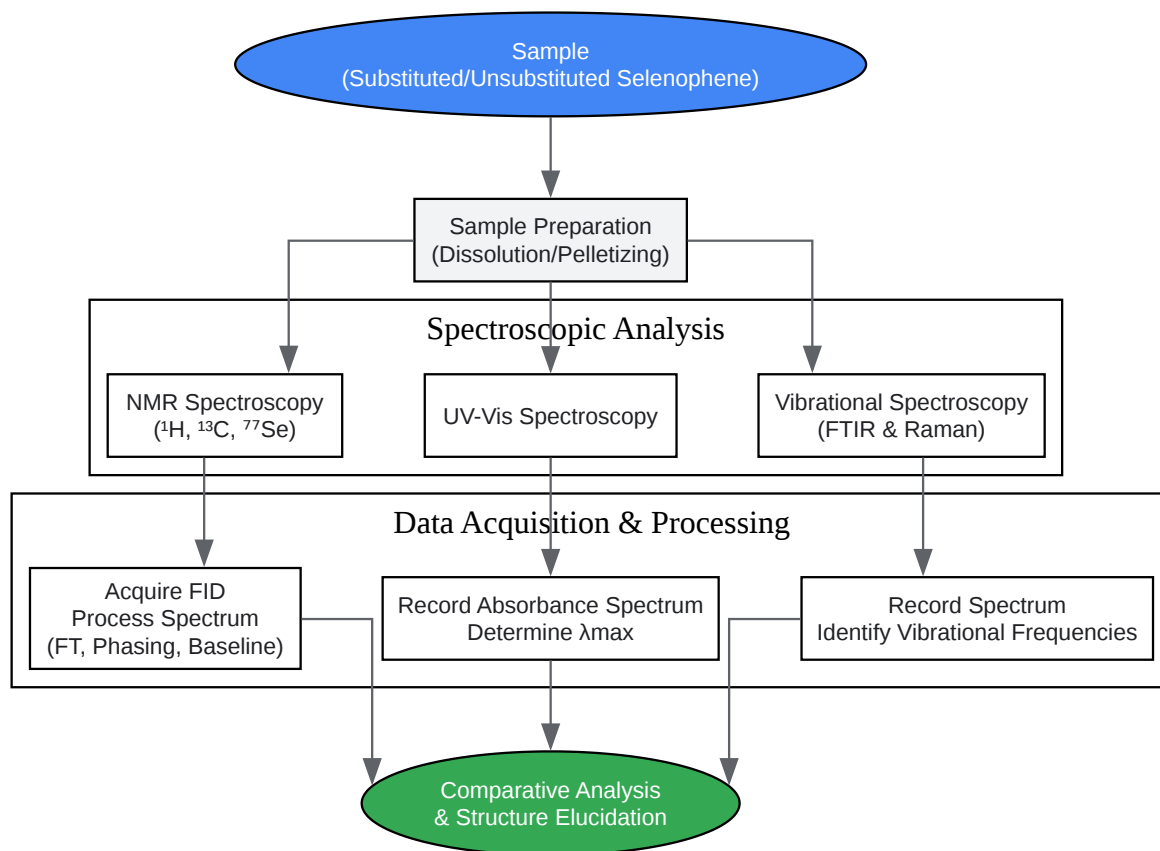 Sample
(Substituted/Unsubstituted Selenophene)
Sample Preparation
(Dissolution/Pelletizing)
Spectroscopic Analysis
NMR Spectroscopy
(¹H, ¹³C, ⁷⁷Se)
UV-Vis Spectroscopy
Vibrational Spectroscopy
(FTIR & Raman)
Data Acquisition & Processing
Acquire FID
Process Spectrum
(FT, Phasing, Baseline)
Record Absorbance Spectrum
Determine λmax
Record Spectrum
Identify Vibrational Frequencies
Comparative Analysis
& Structure Elucidation